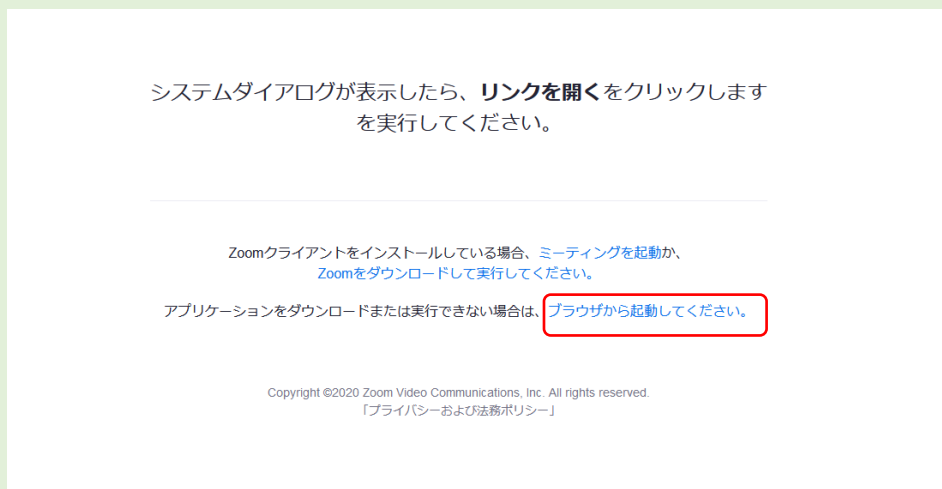 システムダイアログが表示したら、リンクを開くをクリックします
を実行してください。
Zoomクライアントをインストールしている場合、ミーティングを起動か、
Zoomをダウンロードして実行してください。
アプリケーションをダウンロードまたは実行できない場合は、ブラウザから起動してください。
Copyright ©2020 Zoom Video Communications, Inc. All rights reserved.
「プライバシーおよび法務ポリシー」